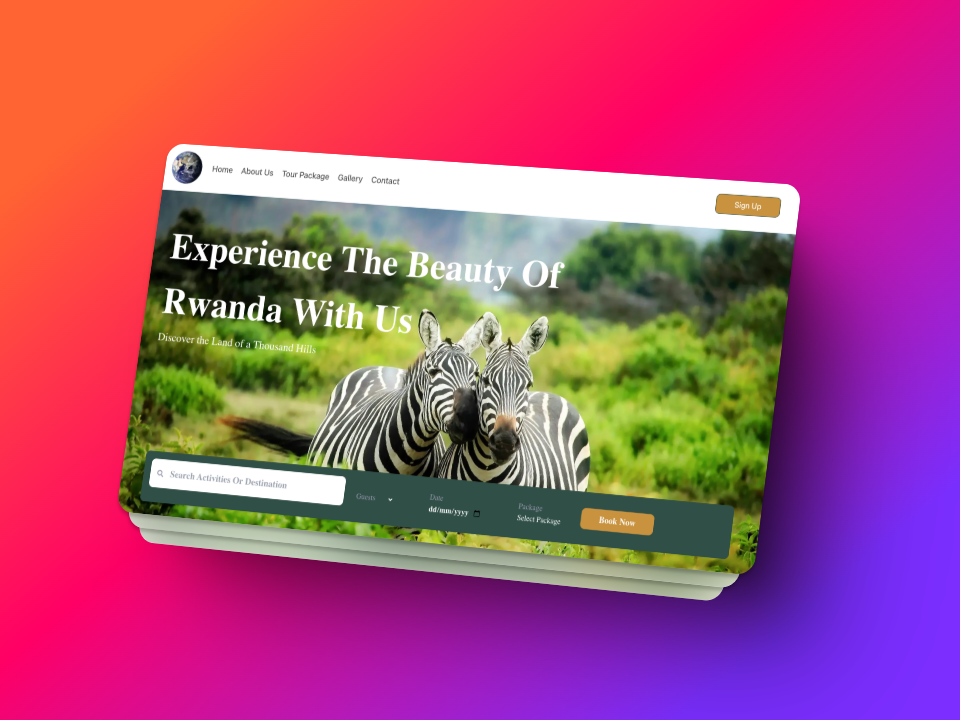 Home About Us Tour Package Gallery Contact
Sign Up
Experience The Beauty Of
Rwanda With Us
Discover the Land of a Thousand Hills
Search Activities Or Destination
Guests
Date
dd/mm/yyyy
Package
Select Package
Book Now